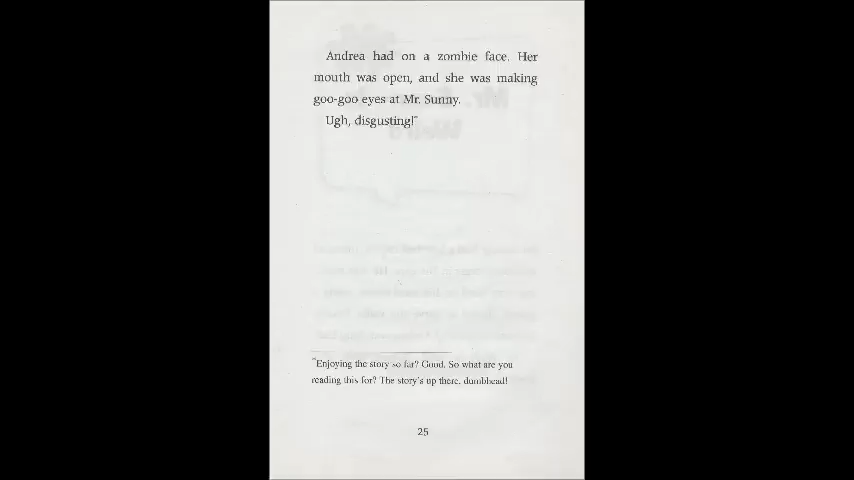 Andrea had on a zombie face. Her
mouth was open, and she was making
goo-goo eyes at Mr. Sunny.
Ugh, disgusting!**
**Enjoying the story so far? Good. So what are you
reading this for? The story's up there, dumbhead!
25